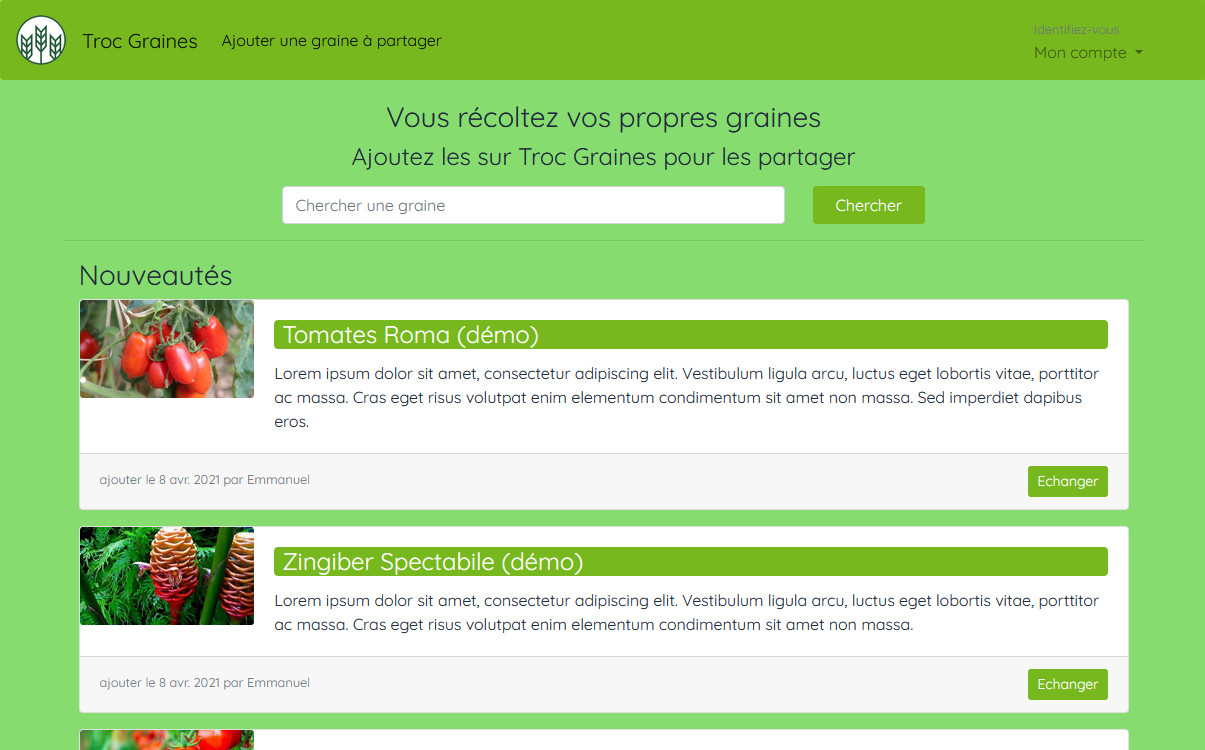 Troc Graines
Ajouter une graine à partager
Identifiez-vous
Mon compte
Vous récoltez vos propres graines
Ajoutez les sur Troc Graines pour les partager
Chercher une graine
Chercher
Nouveautés
Tomates Roma (démo)
Lorem ipsum dolor sit amet, consectetur adipiscing elit. Vestibulum ligula arcu, luctus eget lobortis vitae, porttitor
ac massa. Cras eget risus volutpat enim elementum condimentum sit amet non massa. Sed imperdiet dapibus
eros.
ajouter le 8 avr. 2021 par Emmanuel
Echanger
Zingiber Spectabile (démo)
Lorem ipsum dolor sit amet, consectetur adipiscing elit. Vestibulum ligula arcu, luctus eget lobortis vitae, porttitor
ac massa. Cras eget risus volutpat enim elementum condimentum sit amet non massa.
ajouter le 8 avr. 2021 par Emmanuel
Echanger